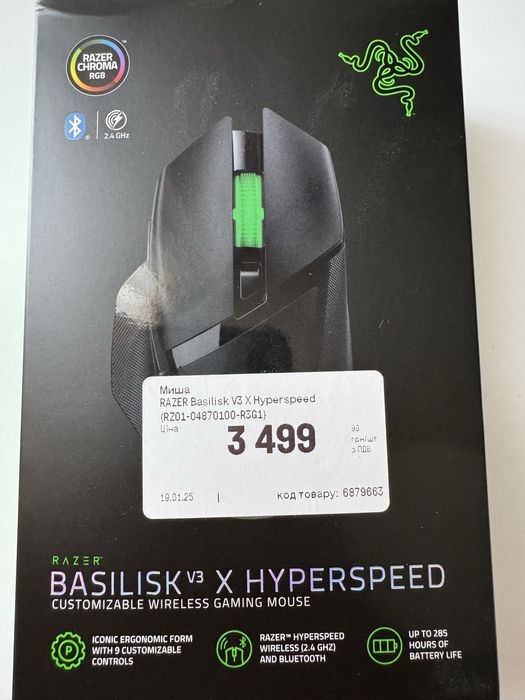 RAZER
CHROMA
RGB
2.4 GHz
Миша
RAZER Basilisk V3 X Hyperspeed
(RZ01-04870100-R3G1)
Ціна
3 499 90
грн/шт
з ПДВ
19.01.25 | код товару: 6879663
RAZER™
BASILISK V3 X HYPERSPEED
CUSTOMIZABLE WIRELESS GAMING MOUSE
ICONIC ERGONOMIC FORM
WITH 9 CUSTOMIZABLE
CONTROLS
RAZER™ HYPERSPEED
WIRELESS (2.4 GHZ)
AND BLUETOOTH
UP TO 285
HOURS OF
BATTERY LIFE